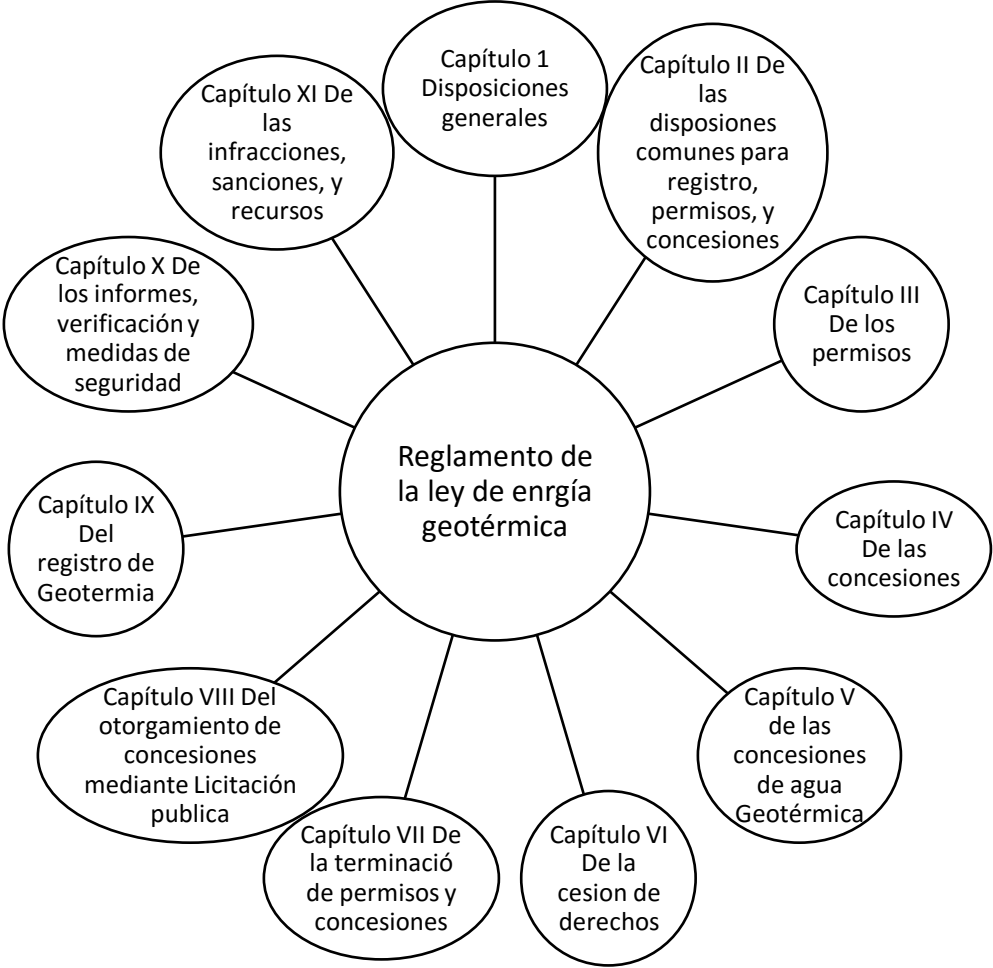 Capítulo 1
Disposiciones
generales
Capítulo II De
las
disposiones
comunes para
registro,
permisos, y
concesiones
Capítulo III
De los
permisos
Capítulo IV
De las
concesiones
Capítulo V
de las
concesiones
de agua
Geotérmica
Capítulo VI
De la
cesion de
derechos
Capítulo VII De
la terminació
de permisos y
concesiones
Capítulo VIII Del
otorgamiento de
concesiones
mediante Licitación
publica
Capítulo IX
Del
registro de
Geotermia
Capítulo X De
los informes,
verificación y
medidas de
seguridad
Capítulo XI De
las
infracciones,
sanciones, y
recursos
Reglamento de
la ley de enrgía
geotérmica